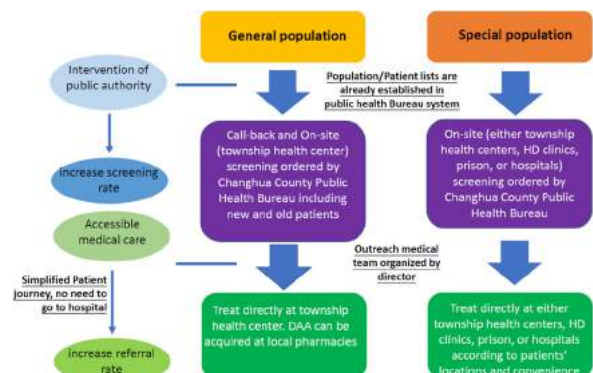 General population
Special population
Intervention of
public authority
Population/Patient lists are
already established in
public health Bureau system
increase screening
rate
Call-back and On-site
(township health center)
screening ordered by
Changhua County Public
Health Bureau including
new and old patients
On-site (either township
health centers, HD clinics,
prison, or hospitals)
screening ordered by
Changhua County Public
Health Bureau
Accessible
medical care
Outreach medical
team organized by
director
Simplified Patient
journey, no need to
go to hospital
increase referral
rate
Treat directly at township
health center. DAA can be
acquired at local pharmacies
Treat directly at either
township health centers, HD
clinics, prison, or hospitals
according to patients'
locations and convenience